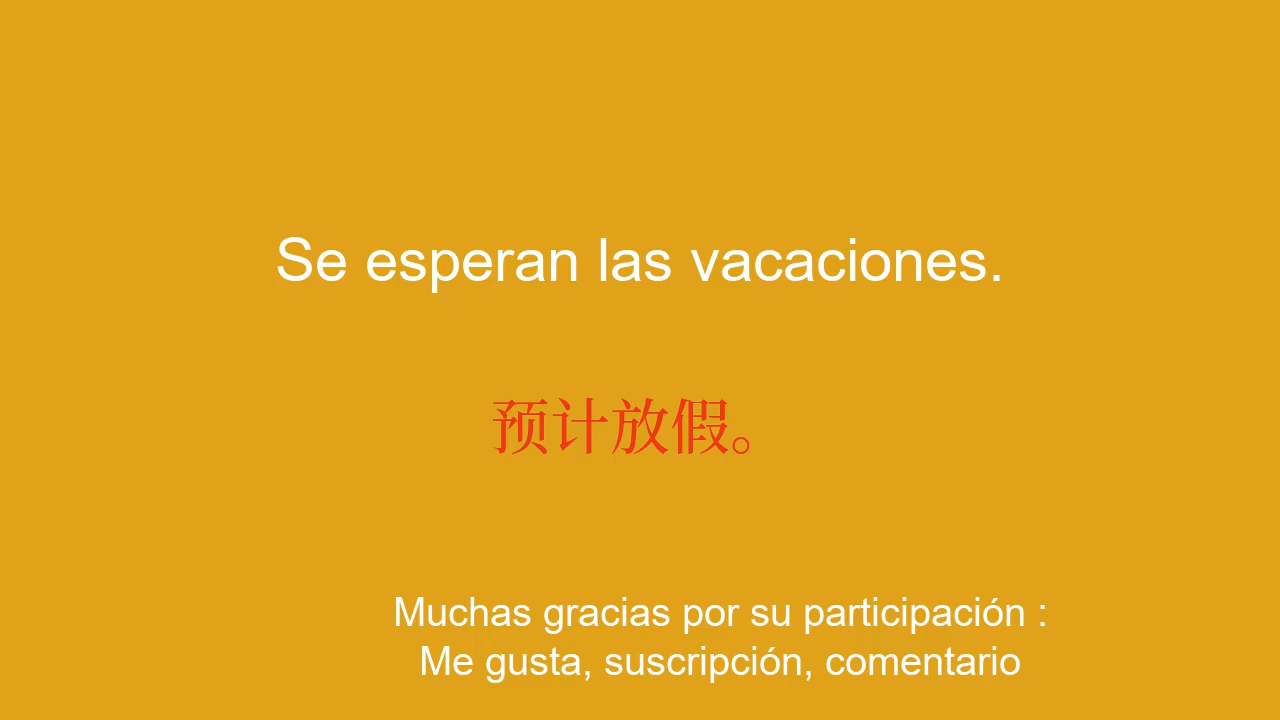 Se esperan las vacaciones.
预计放假。
Muchas gracias por su participación :
Me gusta, suscripción, comentario